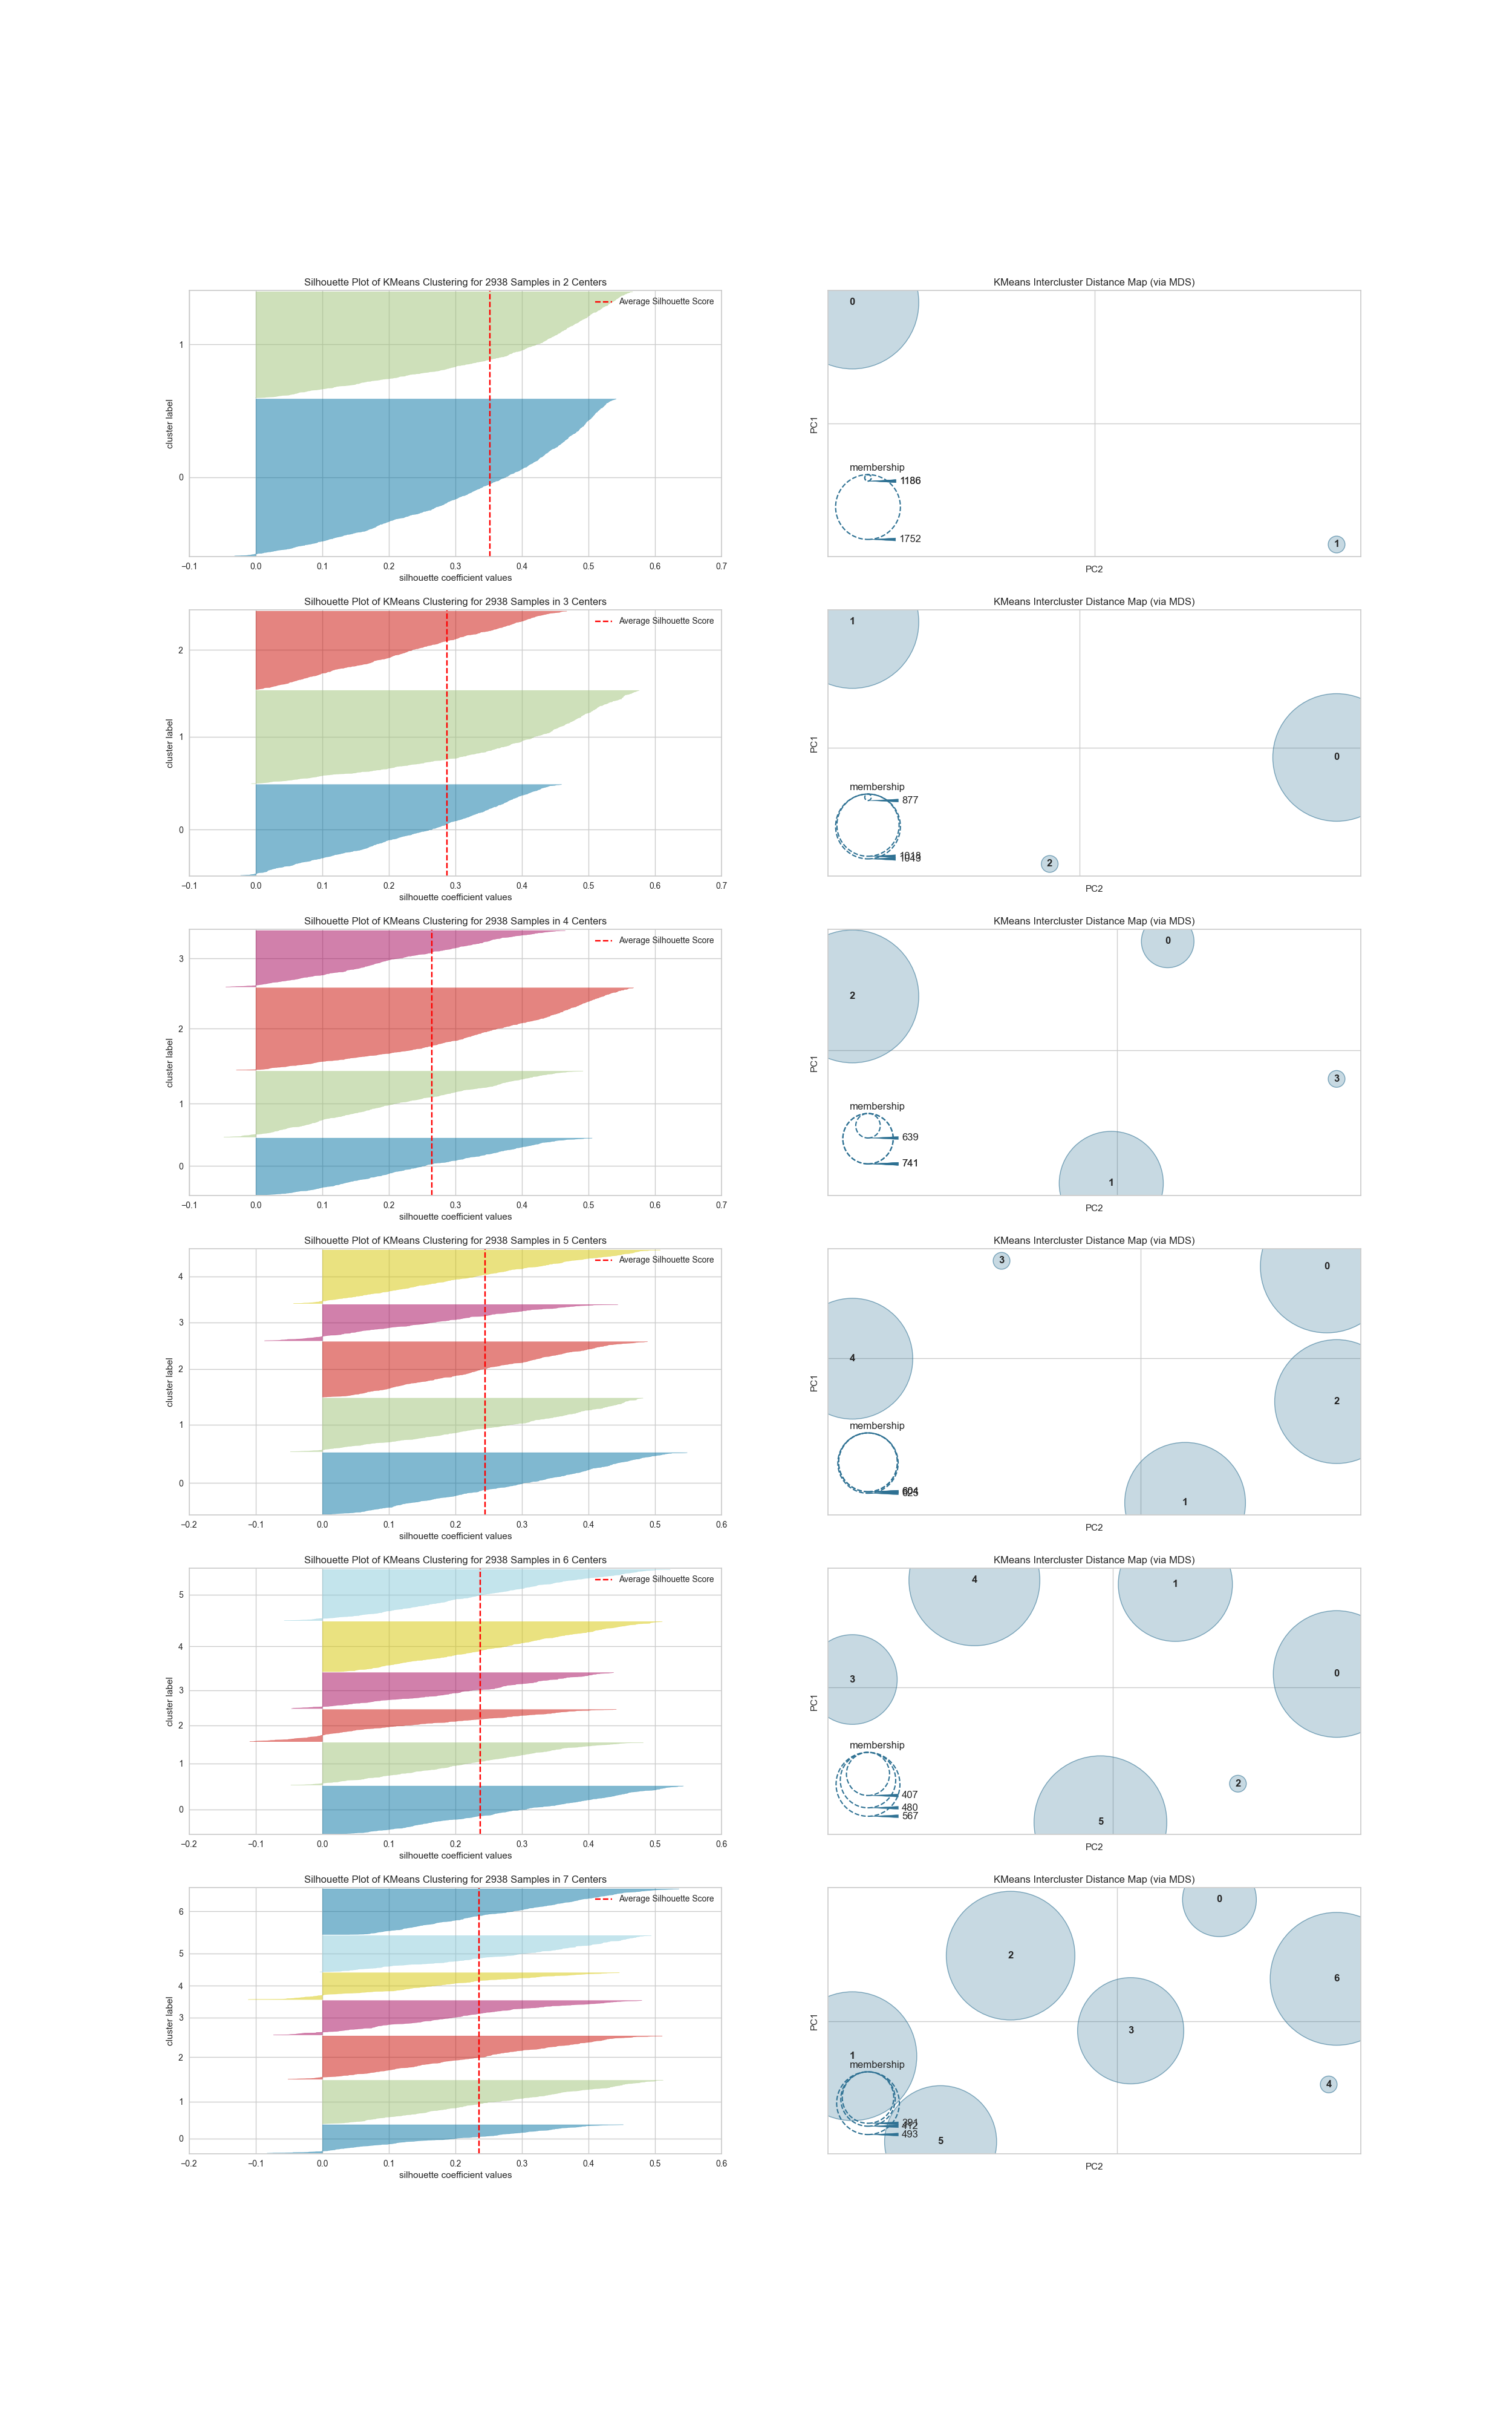 Silhouette Plot of KMeans Clustering for 2938 Samples in 2 Centers
Average Silhouette Score
cluster label
1
0
−0.1 0.0 0.1 0.2 0.3 0.4 0.5 0.6 0.7
silhouette coefficient values
KMeans Intercluster Distance Map (via MDS)
0
PC1
membership
1186
1752
1
PC2
Silhouette Plot of KMeans Clustering for 2938 Samples in 3 Centers
Average Silhouette Score
cluster label
2
1
0
−0.1 0.0 0.1 0.2 0.3 0.4 0.5 0.6 0.7
silhouette coefficient values
KMeans Intercluster Distance Map (via MDS)
1
PC1
0
membership
877
1043
2
PC2
Silhouette Plot of KMeans Clustering for 2938 Samples in 4 Centers
Average Silhouette Score
cluster label
3
2
1
0
−0.1 0.0 0.1 0.2 0.3 0.4 0.5 0.6 0.7
silhouette coefficient values
KMeans Intercluster Distance Map (via MDS)
0
2
PC1
3
membership
639
741
1
PC2
Silhouette Plot of KMeans Clustering for 2938 Samples in 5 Centers
Average Silhouette Score
cluster label
4
3
2
1
0
−0.2 −0.1 0.0 0.1 0.2 0.3 0.4 0.5 0.6
silhouette coefficient values
KMeans Intercluster Distance Map (via MDS)
3
0
4
PC1
2
membership
1
PC2
Silhouette Plot of KMeans Clustering for 2938 Samples in 6 Centers
Average Silhouette Score
cluster label
5
4
3
2
1
0
−0.2 −0.1 0.0 0.1 0.2 0.3 0.4 0.5 0.6
silhouette coefficient values
KMeans Intercluster Distance Map (via MDS)
4
1
0
3
PC1
membership
2
407
480
567
5
PC2
Silhouette Plot of KMeans Clustering for 2938 Samples in 7 Centers
Average Silhouette Score
cluster label
6
5
4
3
2
1
0
−0.2 −0.1 0.0 0.1 0.2 0.3 0.4 0.5 0.6
silhouette coefficient values
KMeans Intercluster Distance Map (via MDS)
0
2
6
PC1
3
1
membership
4
493
5
PC2